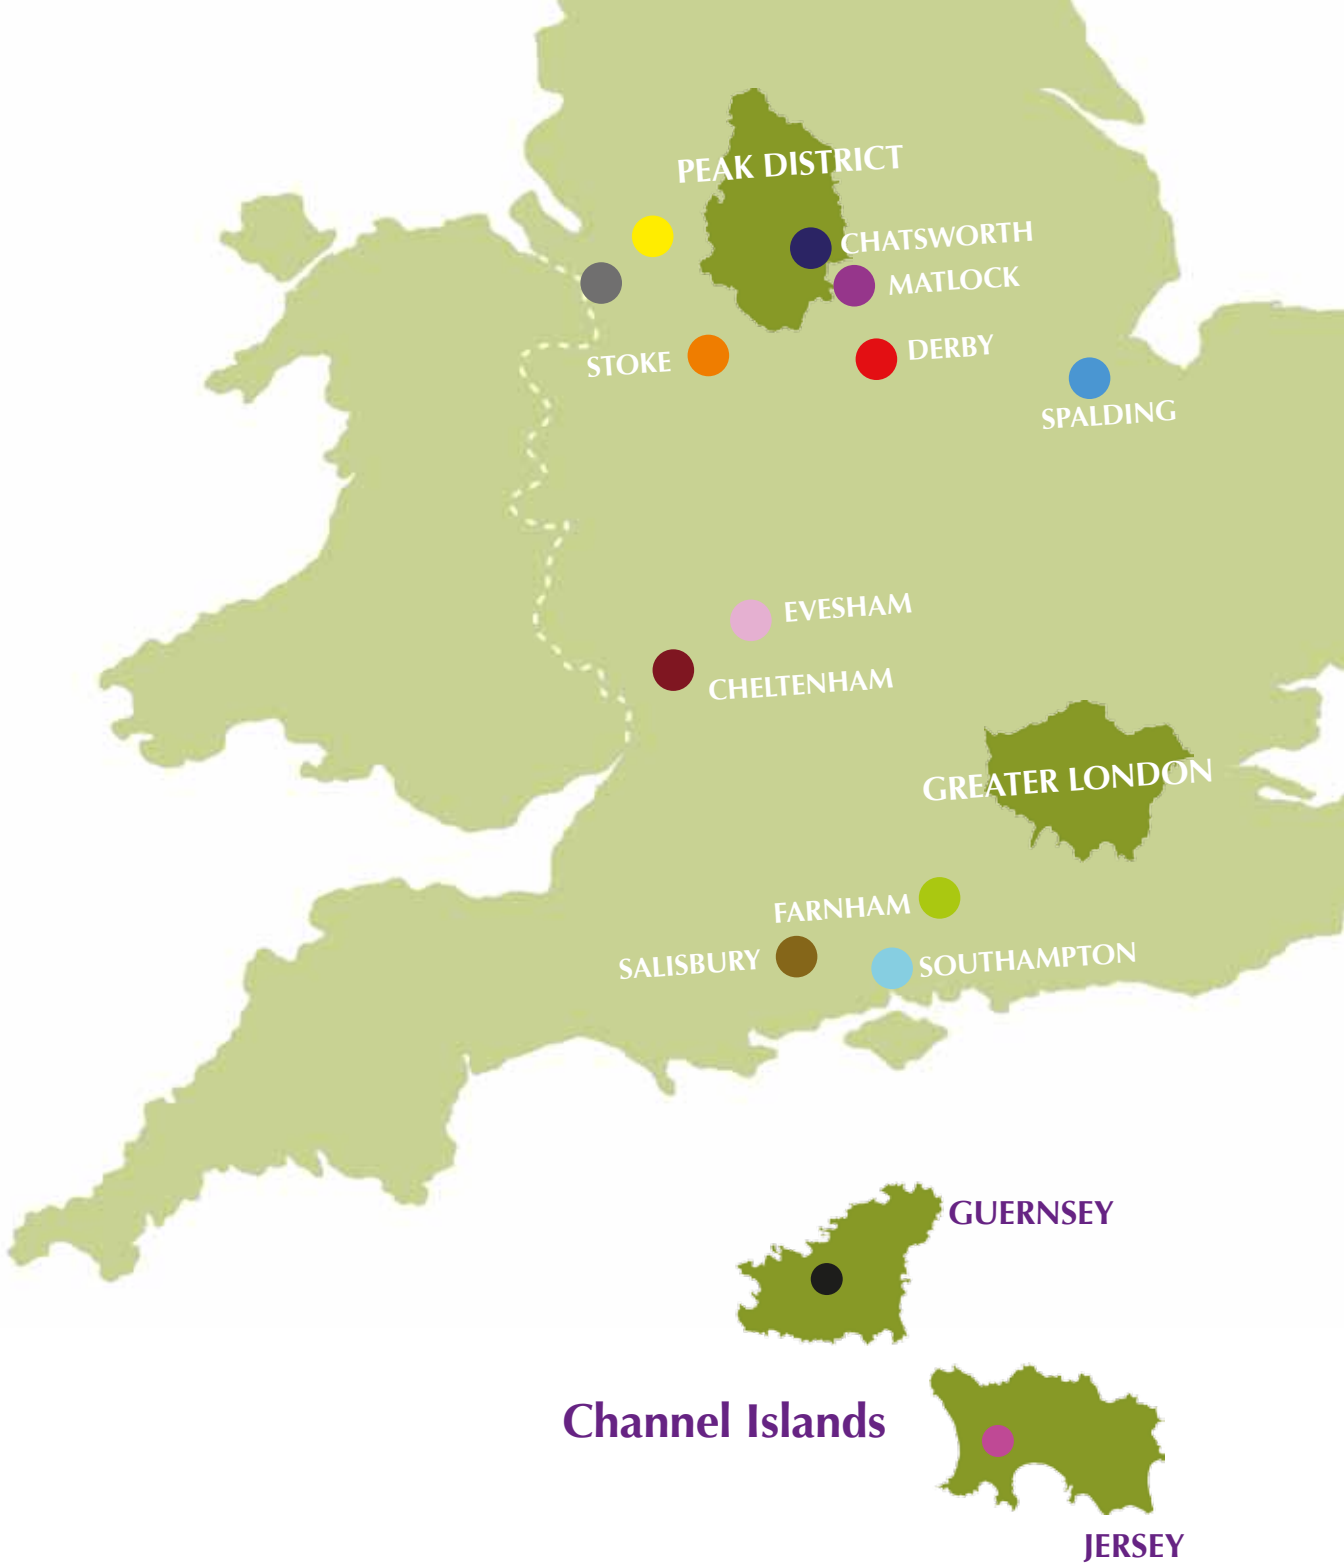 PEAK DISTRICT
CHATSWORTH
MATLOCK
DERBY
STOKE
SPALDING
EVESHAM
CHELTENHAM
GREATER LONDON
FARNHAM
SALISBURY
SOUTHAMPTON
GUERNSEY
Channel Islands
JERSEY